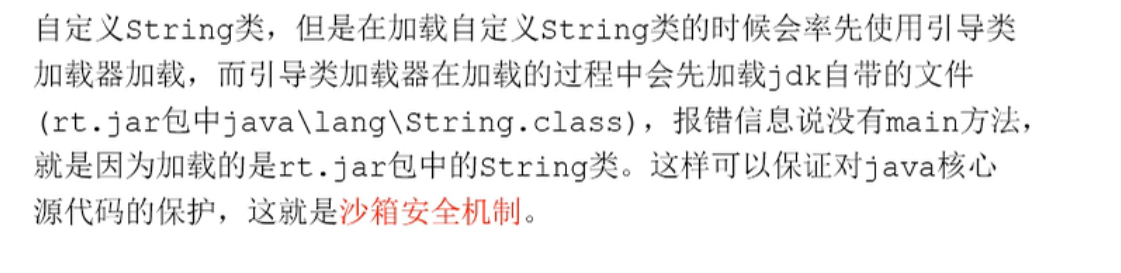 自定义String类，但是在加载自定义String类的时候会率先使用引导类
加载器加载，而引导类加载器在加载的过程中会先加载jdk自带的文件
(rt.jar包中java\lang\String.class)，报错信息说没有main方法，
就是因为加载的是rt.jar包中的String类。这样可以保证对java核心
源代码的保护，这就是沙箱安全机制。